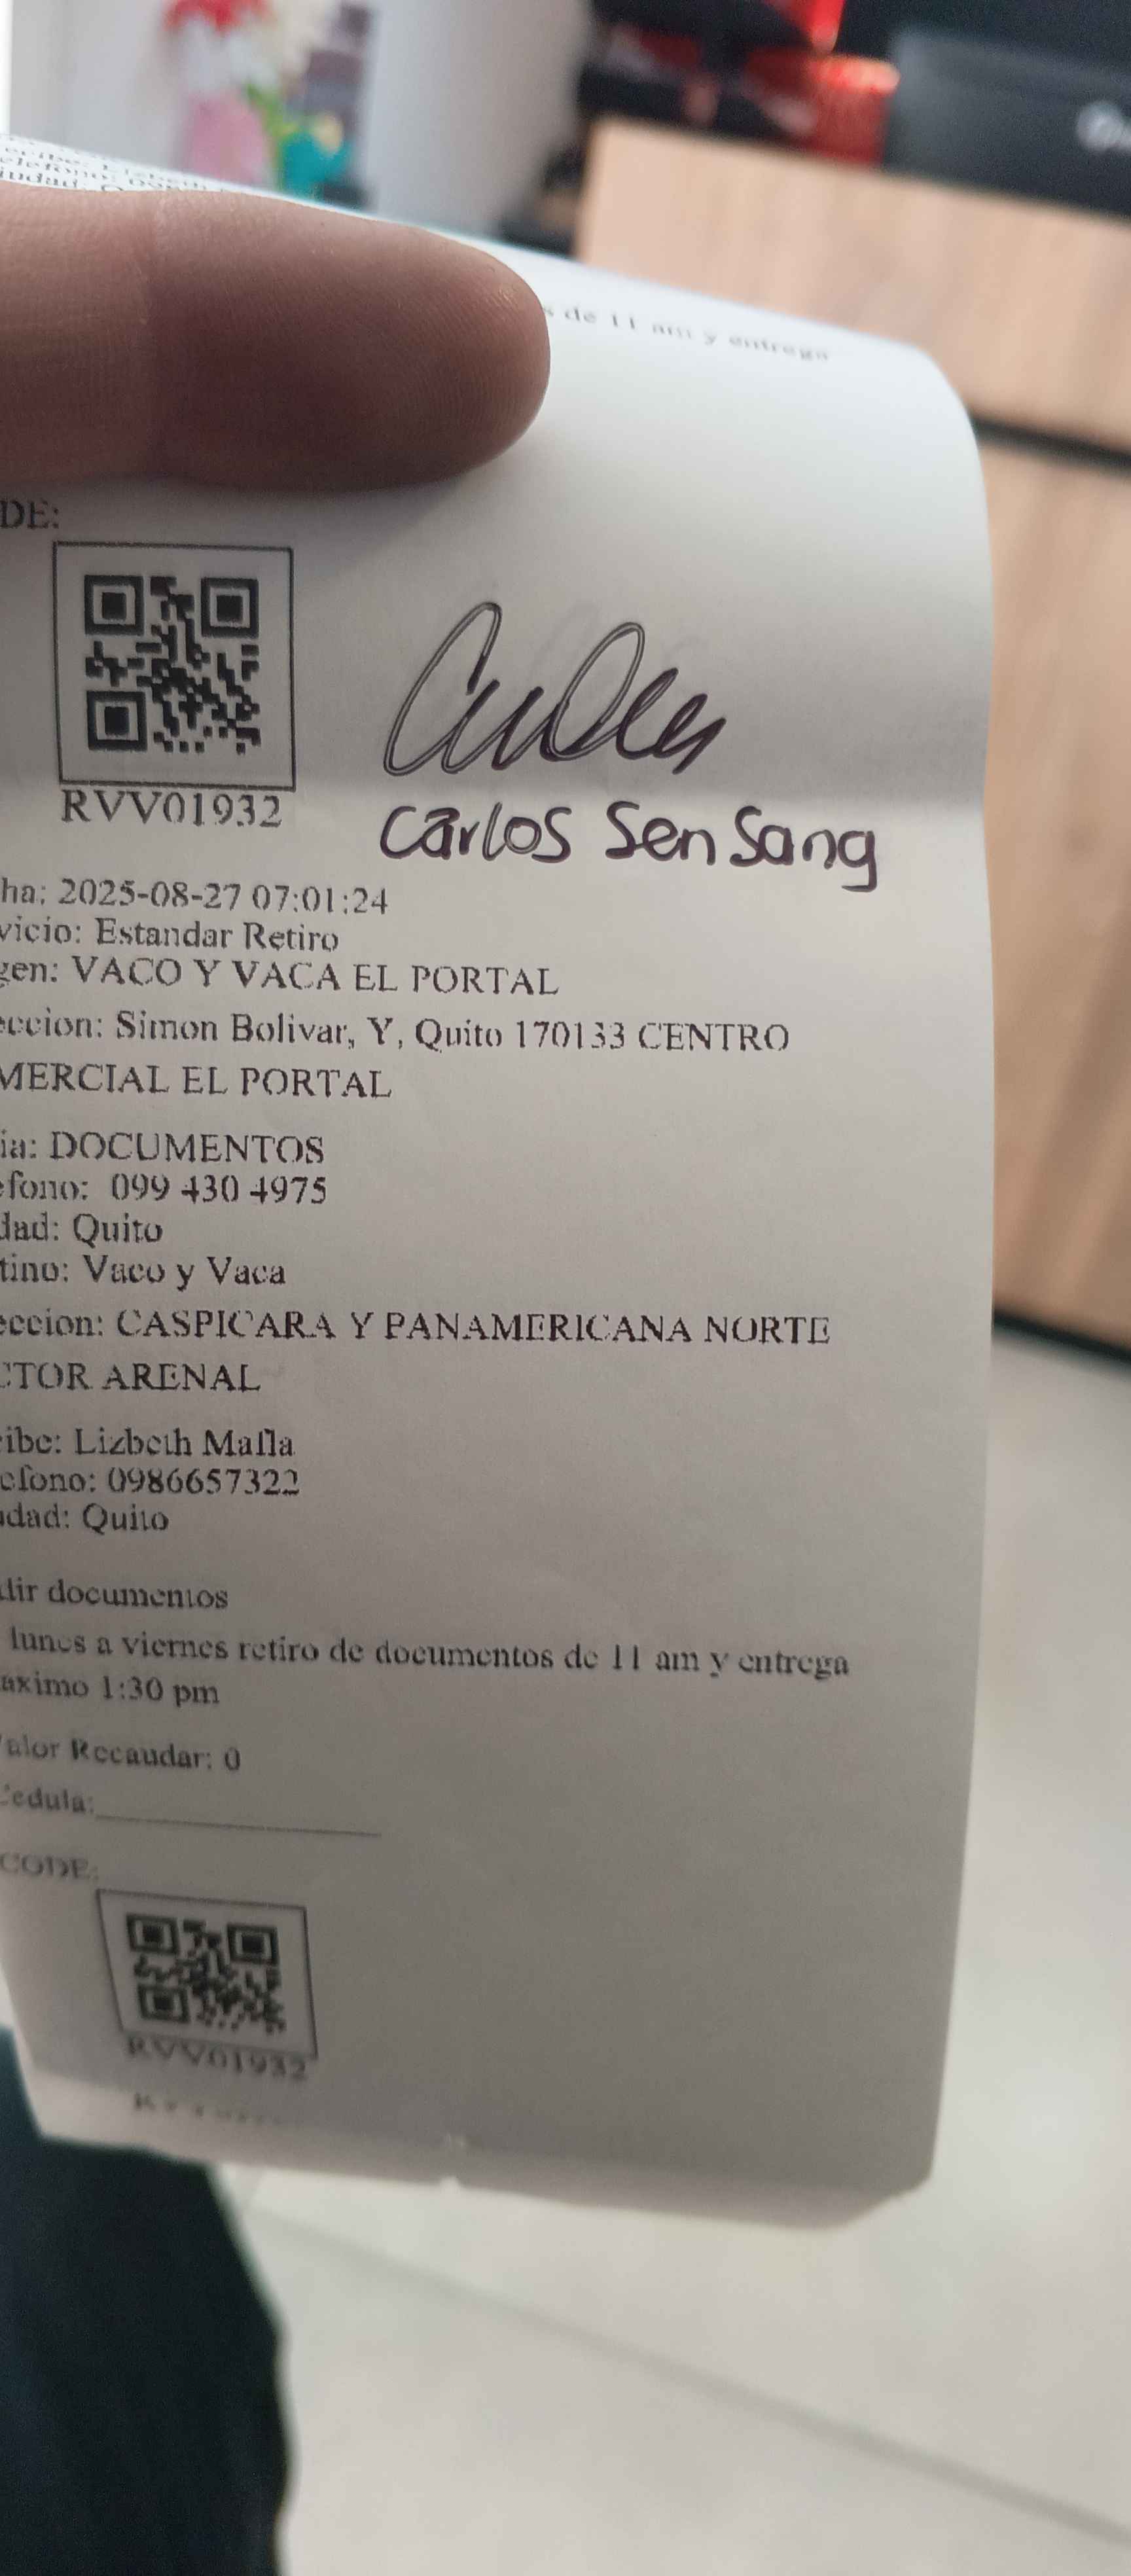 s de 11 am y entrega
DE:
RVV01932
Carlos Sen Sang
ha: 2025-08-27 07:01:24
vicio: Estandar Retiro
gen: VACO Y VACA EL PORTAL
eccion: Simon Bolivar, Y, Quito 170133 CENTRO
MERCIAL EL PORTAL
ia: DOCUMENTOS
efono: 099 430 4975
dad: Quito
tino: Vaco y Vaca
eccion: CASPICARA Y PANAMERICANA NORTE
CTOR ARENAL
ibe: Lizbeth Malla
efono: 0986657322
udad: Quito
dir documentos
lunes a viernes retiro de documentos de 11 am y entrega
aximo 1:30 pm
alor Recaudar: 0
Cedula:
CODE:
RVV01932